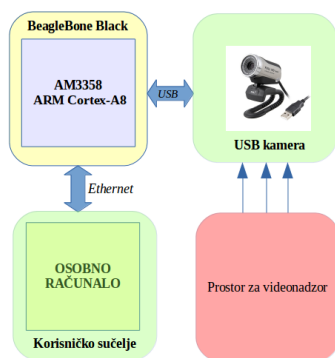 BeagleBone Black
AM3358
ARM Cortex-A8
USB
USB kamera
Ethernet
OSOBNO
RAČUNALO
Korisničko sučelje
Prostor za videonadzor